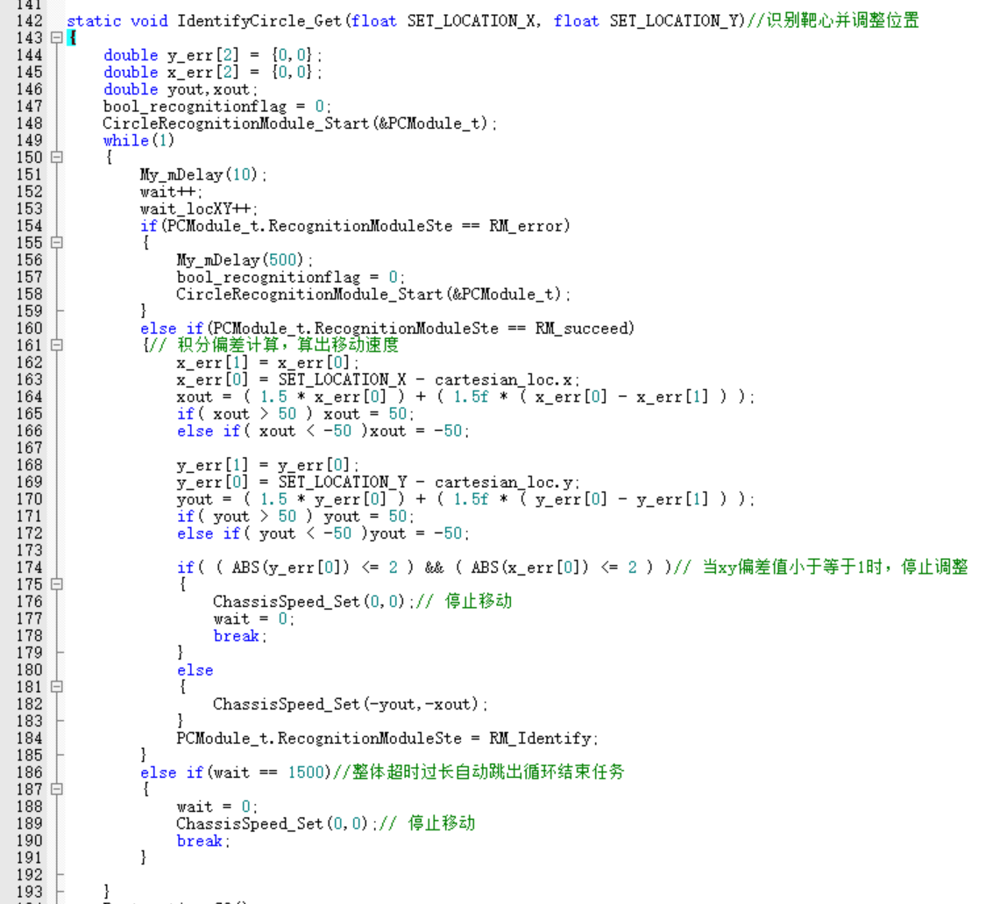 141
142 static void IdentifyCircle_Get(float SET_LOCATION_X, float SET_LOCATION_Y)//识别靶心并调整位置
143 {
144 double y_err[2] = {0,0};
145 double x_err[2] = {0,0};
146 double yout,xout;
147 bool_recognitionflag = 0;
148 CircleRecognitionModule_Start(&PCModule_t);
149 while(1)
150 {
151 My_mDelay(10);
152 wait++;
153 wait_locXY++;
154 if(PCModule_t.RecognitionModuleSte == RM_error)
155 {
156 My_mDelay(500);
157 bool_recognitionflag = 0;
158 CircleRecognitionModule_Start(&PCModule_t);
159 }
160 else if(PCModule_t.RecognitionModuleSte == RM_succeed)
161 {// 积分偏差计算，算出移动速度
162 x_err[1] = x_err[0];
163 x_err[0] = SET_LOCATION_X - cartesian_loc.x;
164 xout = ( 1.5 * x_err[0] ) + ( 1.5f * ( x_err[0] - x_err[1] ) );
165 if( xout > 50 ) xout = 50;
166 else if( xout < -50 )xout = -50;
167
168 y_err[1] = y_err[0];
169 y_err[0] = SET_LOCATION_Y - cartesian_loc.y;
170 yout = ( 1.5 * y_err[0] ) + ( 1.5f * ( y_err[0] - y_err[1] ) );
171 if( yout > 50 ) yout = 50;
172 else if( yout < -50 )yout = -50;
173
174 if( ( ABS(y_err[0]) <= 2 ) && ( ABS(x_err[0]) <= 2 ) )// 当xy偏差值小于等于1时，停止调整
175 {
176 ChassisSpeed_Set(0,0);// 停止移动
177 wait = 0;
178 break;
179 }
180 else
181 {
182 ChassisSpeed_Set(-yout,-xout);
183 }
184 PCModule_t.RecognitionModuleSte = RM_Identify;
185 }
186 else if(wait == 1500)//整体超时过长自动跳出循环结束任务
187 {
188 wait = 0;
189 ChassisSpeed_Set(0,0);// 停止移动
190 break;
191 }
192
193 }